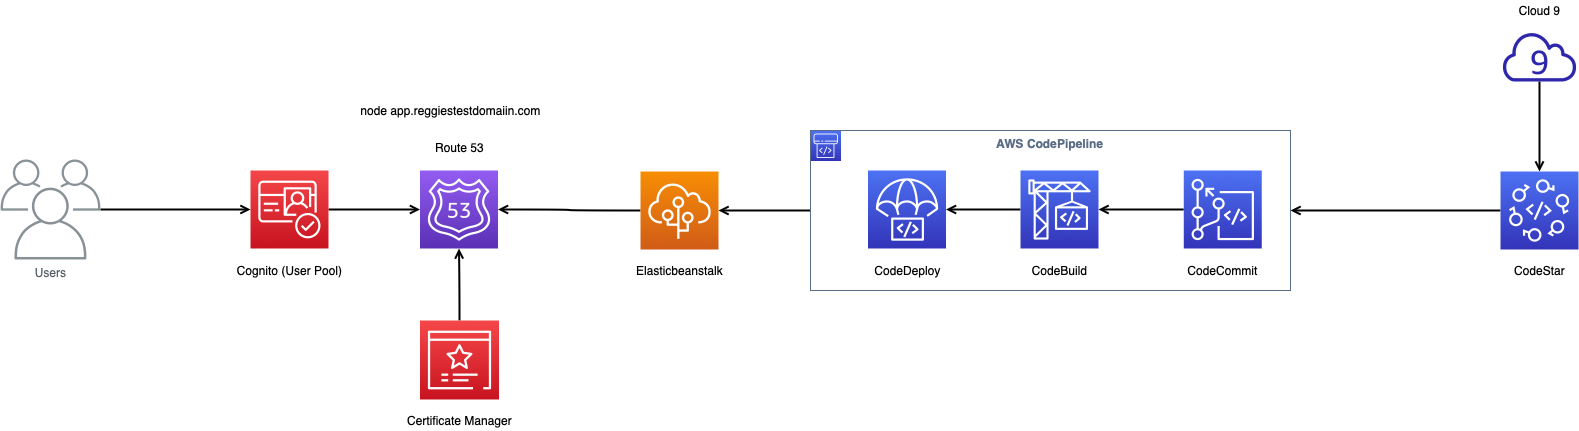 Cloud 9
9
node app.reggiestestdomaiin.com
Route 53
AWS CodePipeline
53
Users
Cognito (User Pool)
Elasticbeanstalk
CodeDeploy
CodeBuild
CodeCommit
CodeStar
Certificate Manager